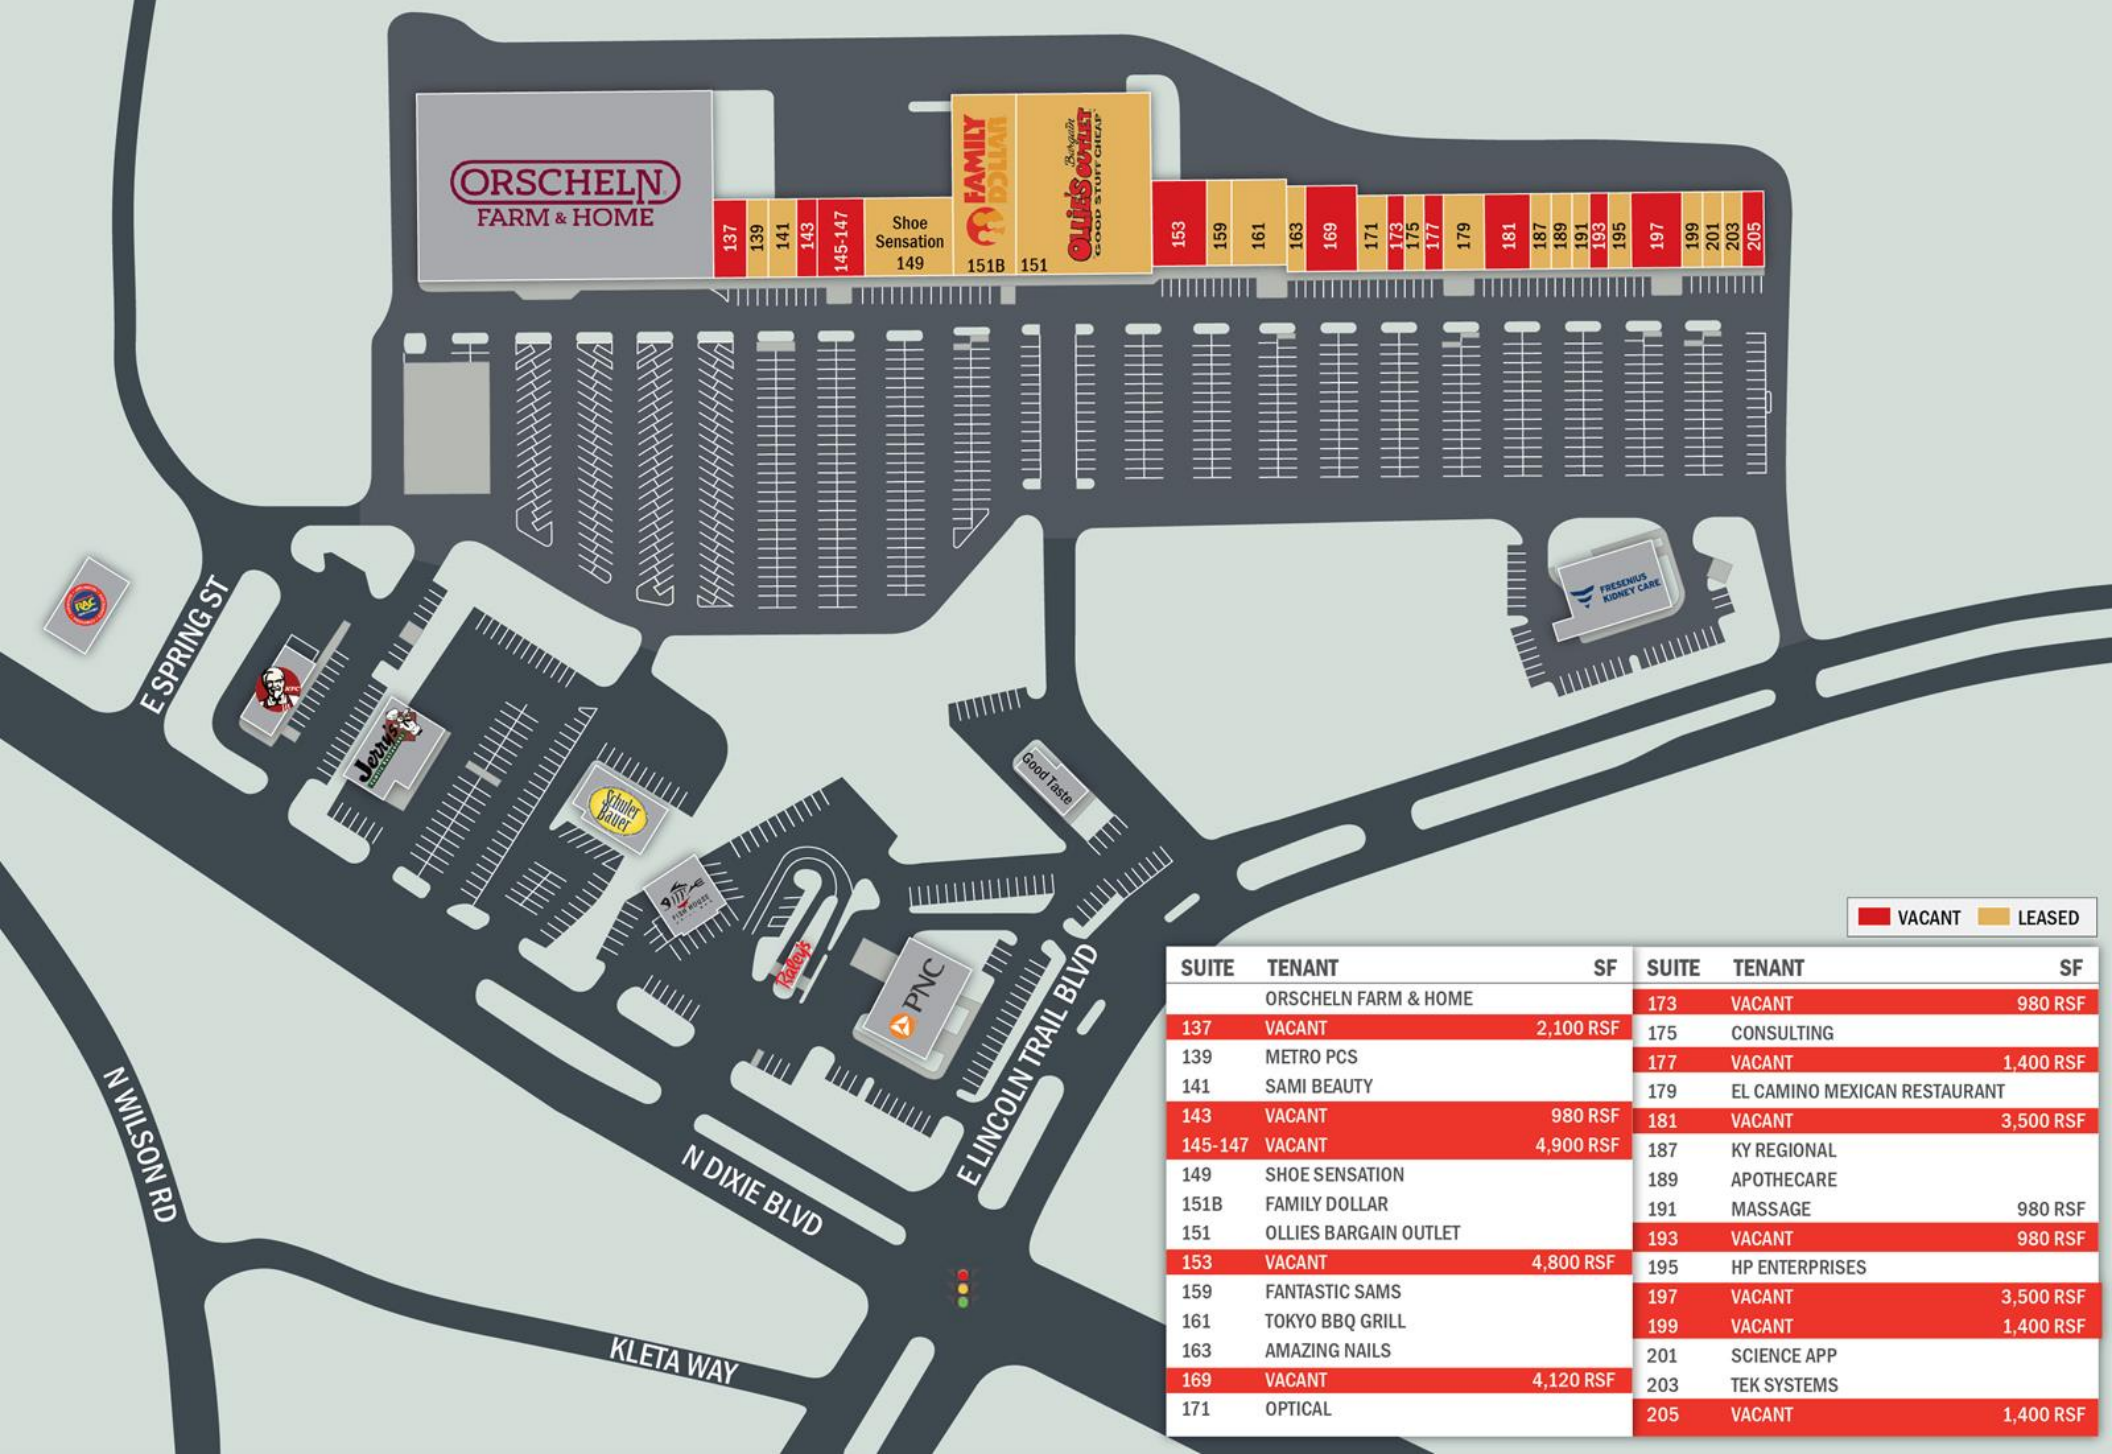 ORSCHELN
FARM & HOME
137
139
141
143
145-147
Shoe
Sensation
149
FAMILY
DOLLAR
151B
151
Bargain
OLLIE'S OUTLET
"GOOD STUFF CHEAP"
153
159
161
163
169
171
173
175
177
179
181
187
189
191
193
195
197
199
201
203
205
RAC
E SPRING ST
KFC
Jerry's
Schuler
Bauer
FISH HOUSE
Raley's
PNC
Good Taste
FRESENIUS
KIDNEY CARE
E LINCOLN TRAIL BLVD
N DIXIE BLVD
N WILSON RD
KLETA WAY
VACANT LEASED
SUITE TENANT SF
ORSCHELN FARM & HOME
137 VACANT 2,100 RSF
139 METRO PCS
141 SAMI BEAUTY
143 VACANT 980 RSF
145-147 VACANT 4,900 RSF
149 SHOE SENSATION
151B FAMILY DOLLAR
151 OLLIES BARGAIN OUTLET
153 VACANT 4,800 RSF
159 FANTASTIC SAMS
161 TOKYO BBQ GRILL
163 AMAZING NAILS
169 VACANT 4,120 RSF
171 OPTICAL
SUITE TENANT SF
173 VACANT 980 RSF
175 CONSULTING
177 VACANT 1,400 RSF
179 EL CAMINO MEXICAN RESTAURANT
181 VACANT 3,500 RSF
187 KY REGIONAL
189 APOTHECARE
191 MASSAGE 980 RSF
193 VACANT 980 RSF
195 HP ENTERPRISES
197 VACANT 3,500 RSF
199 VACANT 1,400 RSF
201 SCIENCE APP
203 TEK SYSTEMS
205 VACANT 1,400 RSF